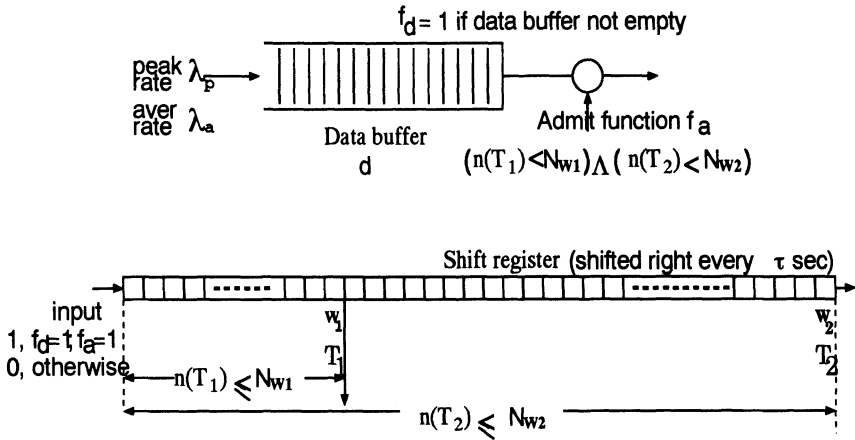 f_d = 1 if data buffer not empty
peak rate λ_p
aver rate λ_a
Data buffer
d
Admit function f_a
(n(T_1) < N_W1) Λ (n(T_2) < N_W2)
Shift register (shifted right every τ sec)
input
1, f_d=1, f_a=1
0, otherwise
w_1
T_1
w_2
T_2
n(T_1) ≤ N_W1
n(T_2) ≤ N_W2